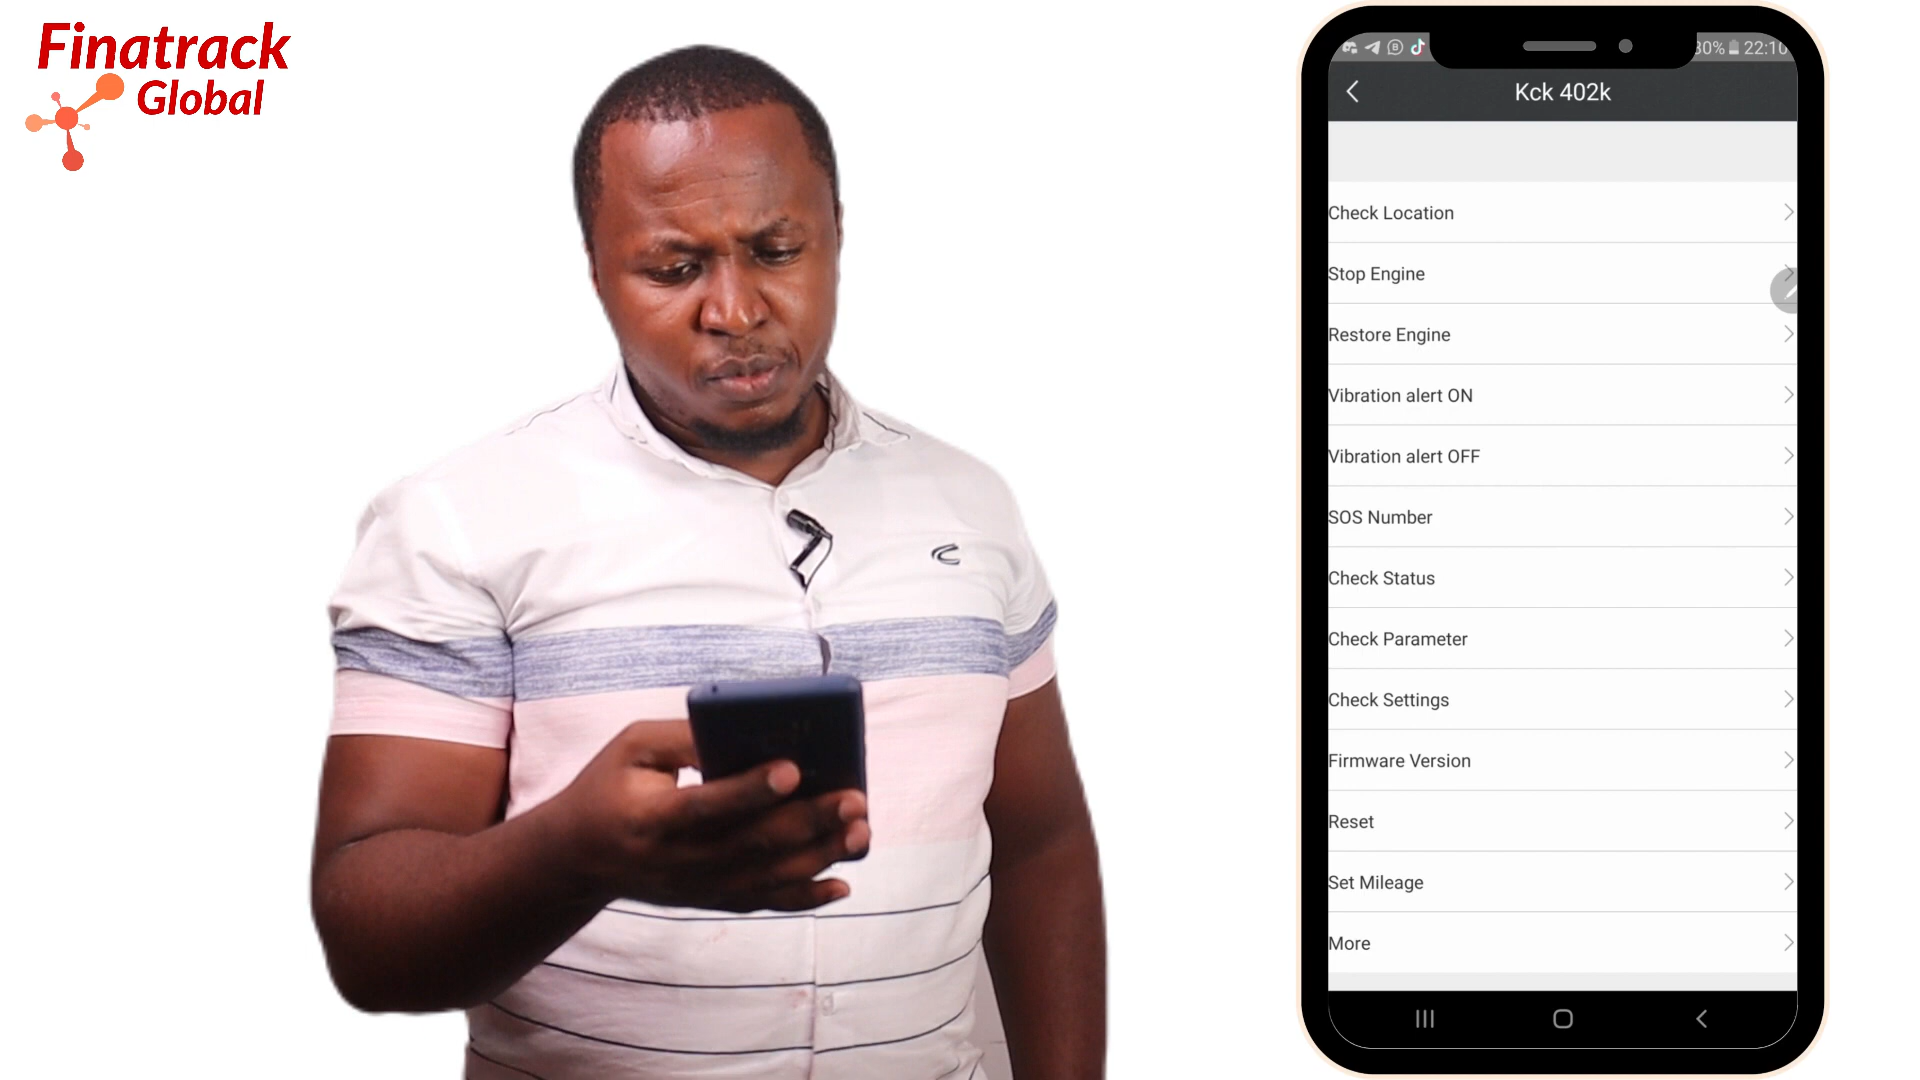 Finatrack
Global
22:10
Kck 402k
Check Location
Stop Engine
Restore Engine
Vibration alert ON
Vibration alert OFF
SOS Number
Check Status
Check Parameter
Check Settings
Firmware Version
Reset
Set Mileage
More